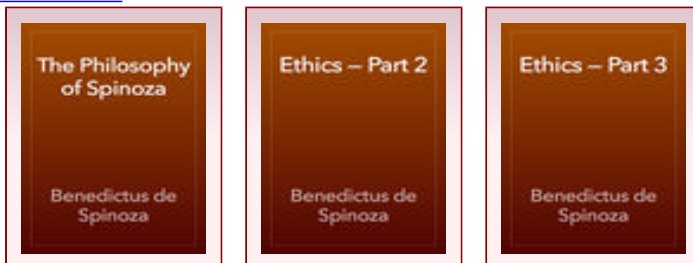 The Philosophy
of Spinoza
Benedictus de
Spinoza
Ethics – Part 2
Benedictus de
Spinoza
Ethics – Part 3
Benedictus de
Spinoza